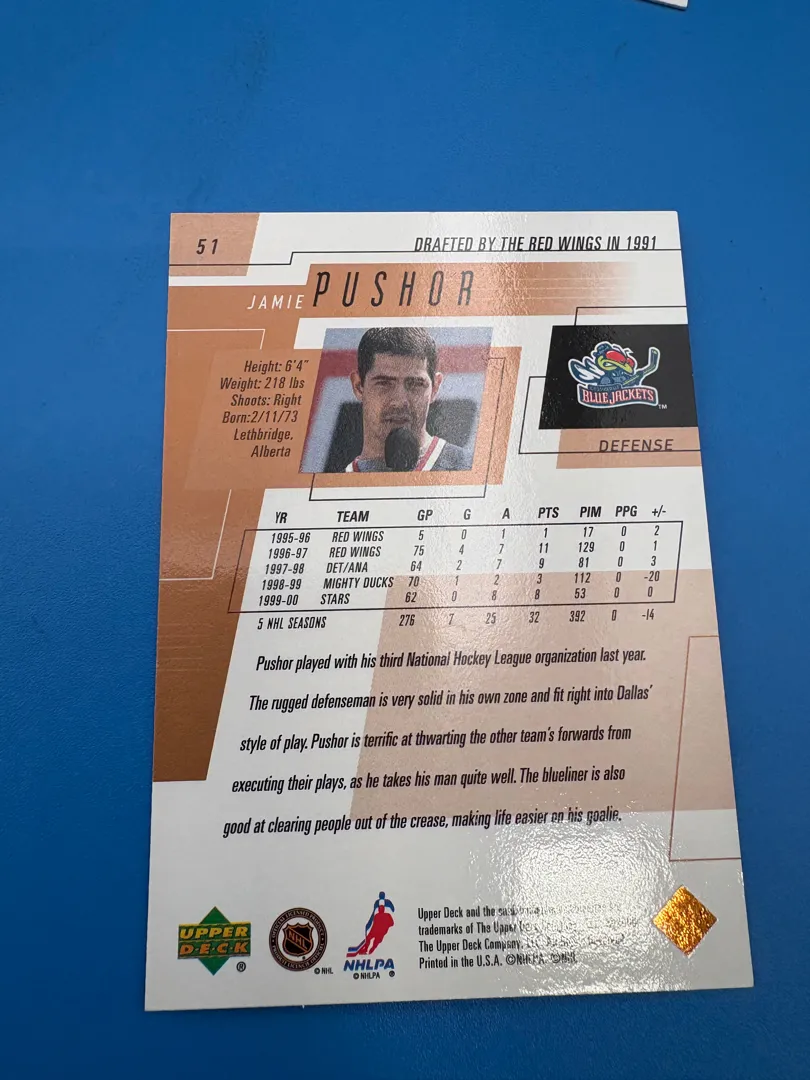 51
DRAFTED BY THE RED WINGS IN 1991
JAMIE PUSHOR
Height: 6'4"
Weight: 218 lbs
Shoots: Right
Born:2/11/73
Lethbridge,
Alberta
BLUE JACKETS
TM
DEFENSE
YR TEAM GP G A PTS PIM PPG +/-
1995-96 RED WINGS 5 0 1 1 17 0 2
1996-97 RED WINGS 75 4 7 11 129 0 1
1997-98 DET/ANA 64 2 7 9 81 0 3
1998-99 MIGHTY DUCKS 70 1 2 3 112 0 -20
1999-00 STARS 62 0 8 8 53 0 0
5 NHL SEASONS 276 7 25 32 392 0 -14
Pushor played with his third National Hockey League organization last year.
The rugged defenseman is very solid in his own zone and fit right into Dallas'
style of play. Pushor is terrific at thwarting the other team's forwards from
executing their plays, as he takes his man quite well. The blueliner is also
good at clearing people out of the crease, making life easier on his goalie.
UPPER
DECK
®
NHL
© NHL
NHLPA
© NHLPA ®
Upper Deck and the
trademarks of The Upper
The Upper Deck Company,
Printed in the U.S.A. ©NHLPA. ©NHL